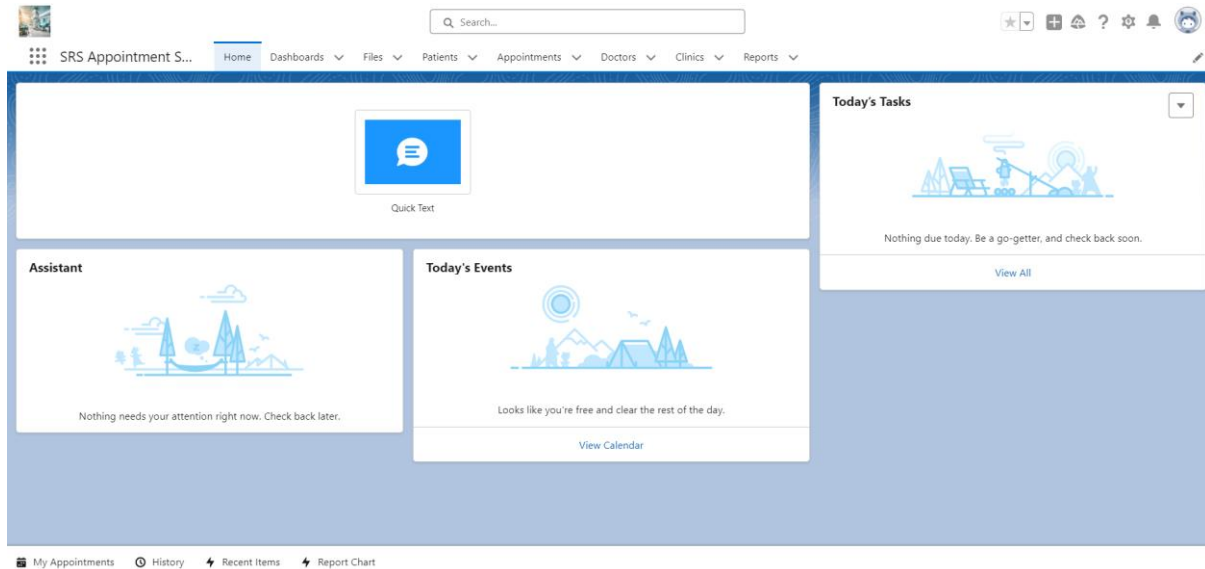 Search...
SRS Appointment S...
Home Dashboards Files Patients Appointments Doctors Clinics Reports
Quick Text
Today's Tasks
Nothing due today. Be a go-getter, and check back soon.
View All
Assistant
Nothing needs your attention right now. Check back later.
Today's Events
Z
Looks like you're free and clear the rest of the day.
View Calendar
My Appointments History Recent Items Report Chart